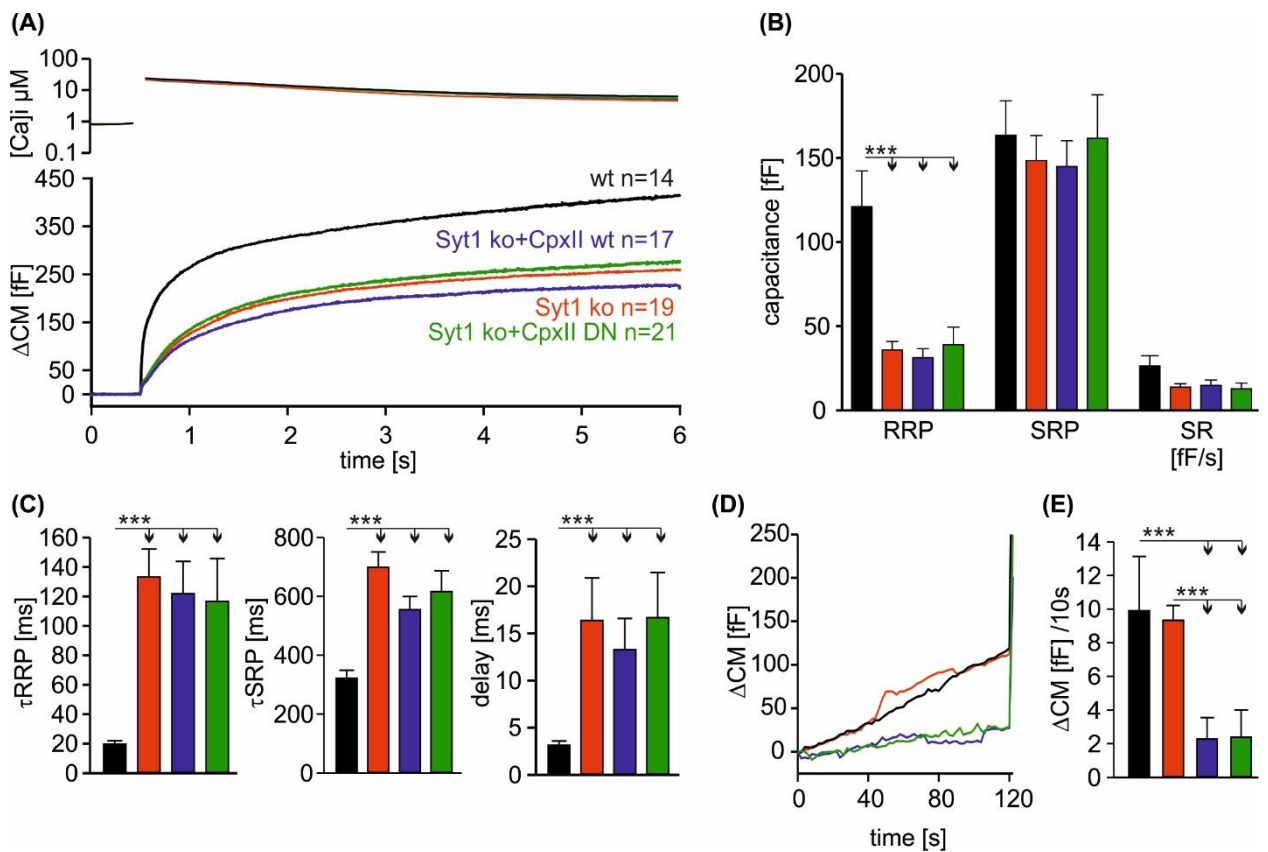 (A)
[Ca]i µM
100
10
1
0.1
ΔCM [fF]
450
350
250
150
50
0
wt n=14
Syt1 ko+CpxII wt n=17
Syt1 ko n=19
Syt1 ko+CpxII DN n=21
0 1 2 3 4 5 6
time [s]
(B)
capacitance [fF]
200
150
100
50
0
***
RRP SRP SR
[fF/s]
(C)
τRRP [ms]
160
140
120
100
80
60
40
20
0
***
τSRP [ms]
800
600
400
200
0
***
delay [ms]
25
20
15
10
5
0
***
(D)
ΔCM [fF]
250
200
150
100
50
0
0 40 80 120
time [s]
(E)
ΔCM [fF] /10s
14
12
10
8
6
4
2
0
***
***